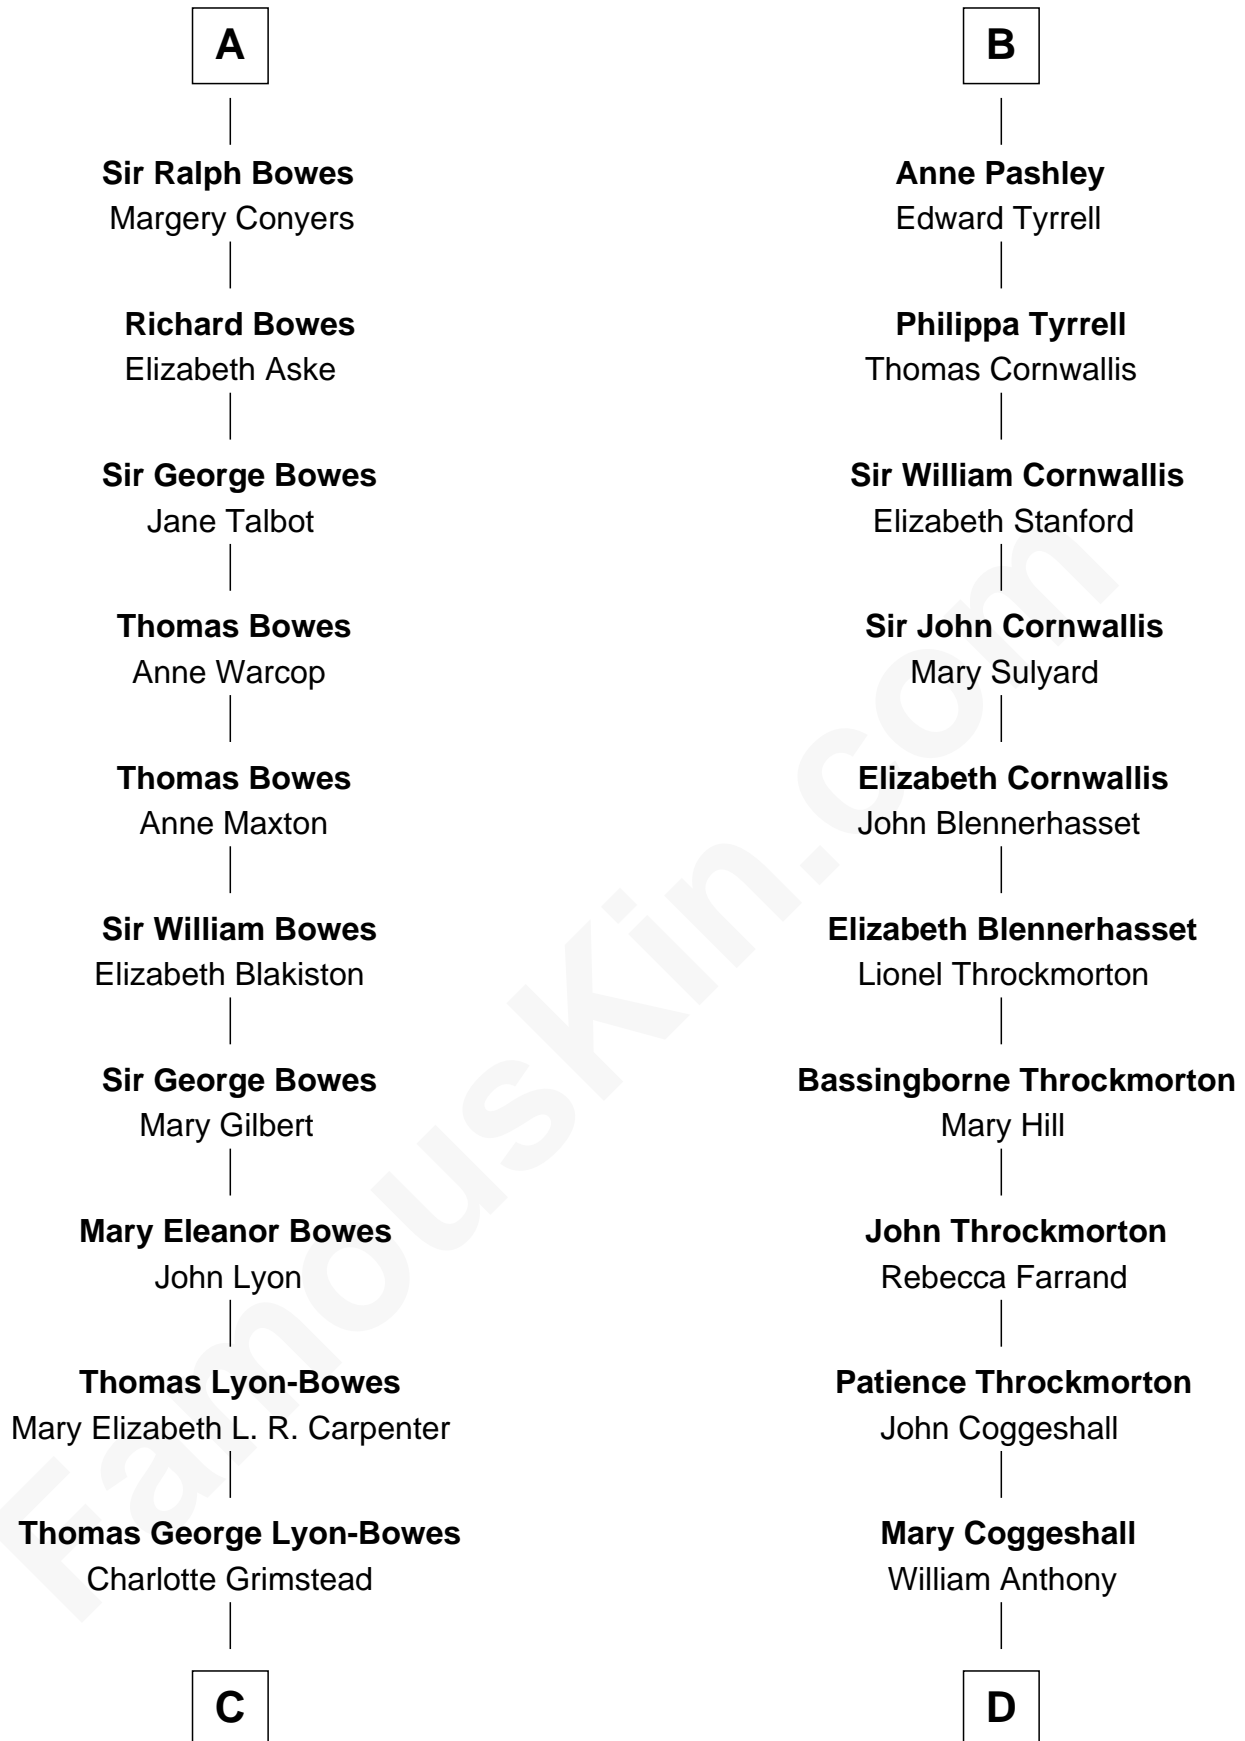 A
Sir Ralph Bowes
Margery Conyers
Richard Bowes
Elizabeth Aske
Sir George Bowes
Jane Talbot
Thomas Bowes
Anne Warcop
Thomas Bowes
Anne Maxton
Sir William Bowes
Elizabeth Blakiston
Sir George Bowes
Mary Gilbert
Mary Eleanor Bowes
John Lyon
Thomas Lyon-Bowes
Mary Elizabeth L. R. Carpenter
Thomas George Lyon-Bowes
Charlotte Grimstead
C
B
Anne Pashley
Edward Tyrrell
Philippa Tyrrell
Thomas Cornwallis
Sir William Cornwallis
Elizabeth Stanford
Sir John Cornwallis
Mary Sulyard
Elizabeth Cornwallis
John Blennerhasset
Elizabeth Blennerhasset
Lionel Throckmorton
Bassingborne Throckmorton
Mary Hill
John Throckmorton
Rebecca Farrand
Patience Throckmorton
John Coggeshall
Mary Coggeshall
William Anthony
D
FamousKin.com